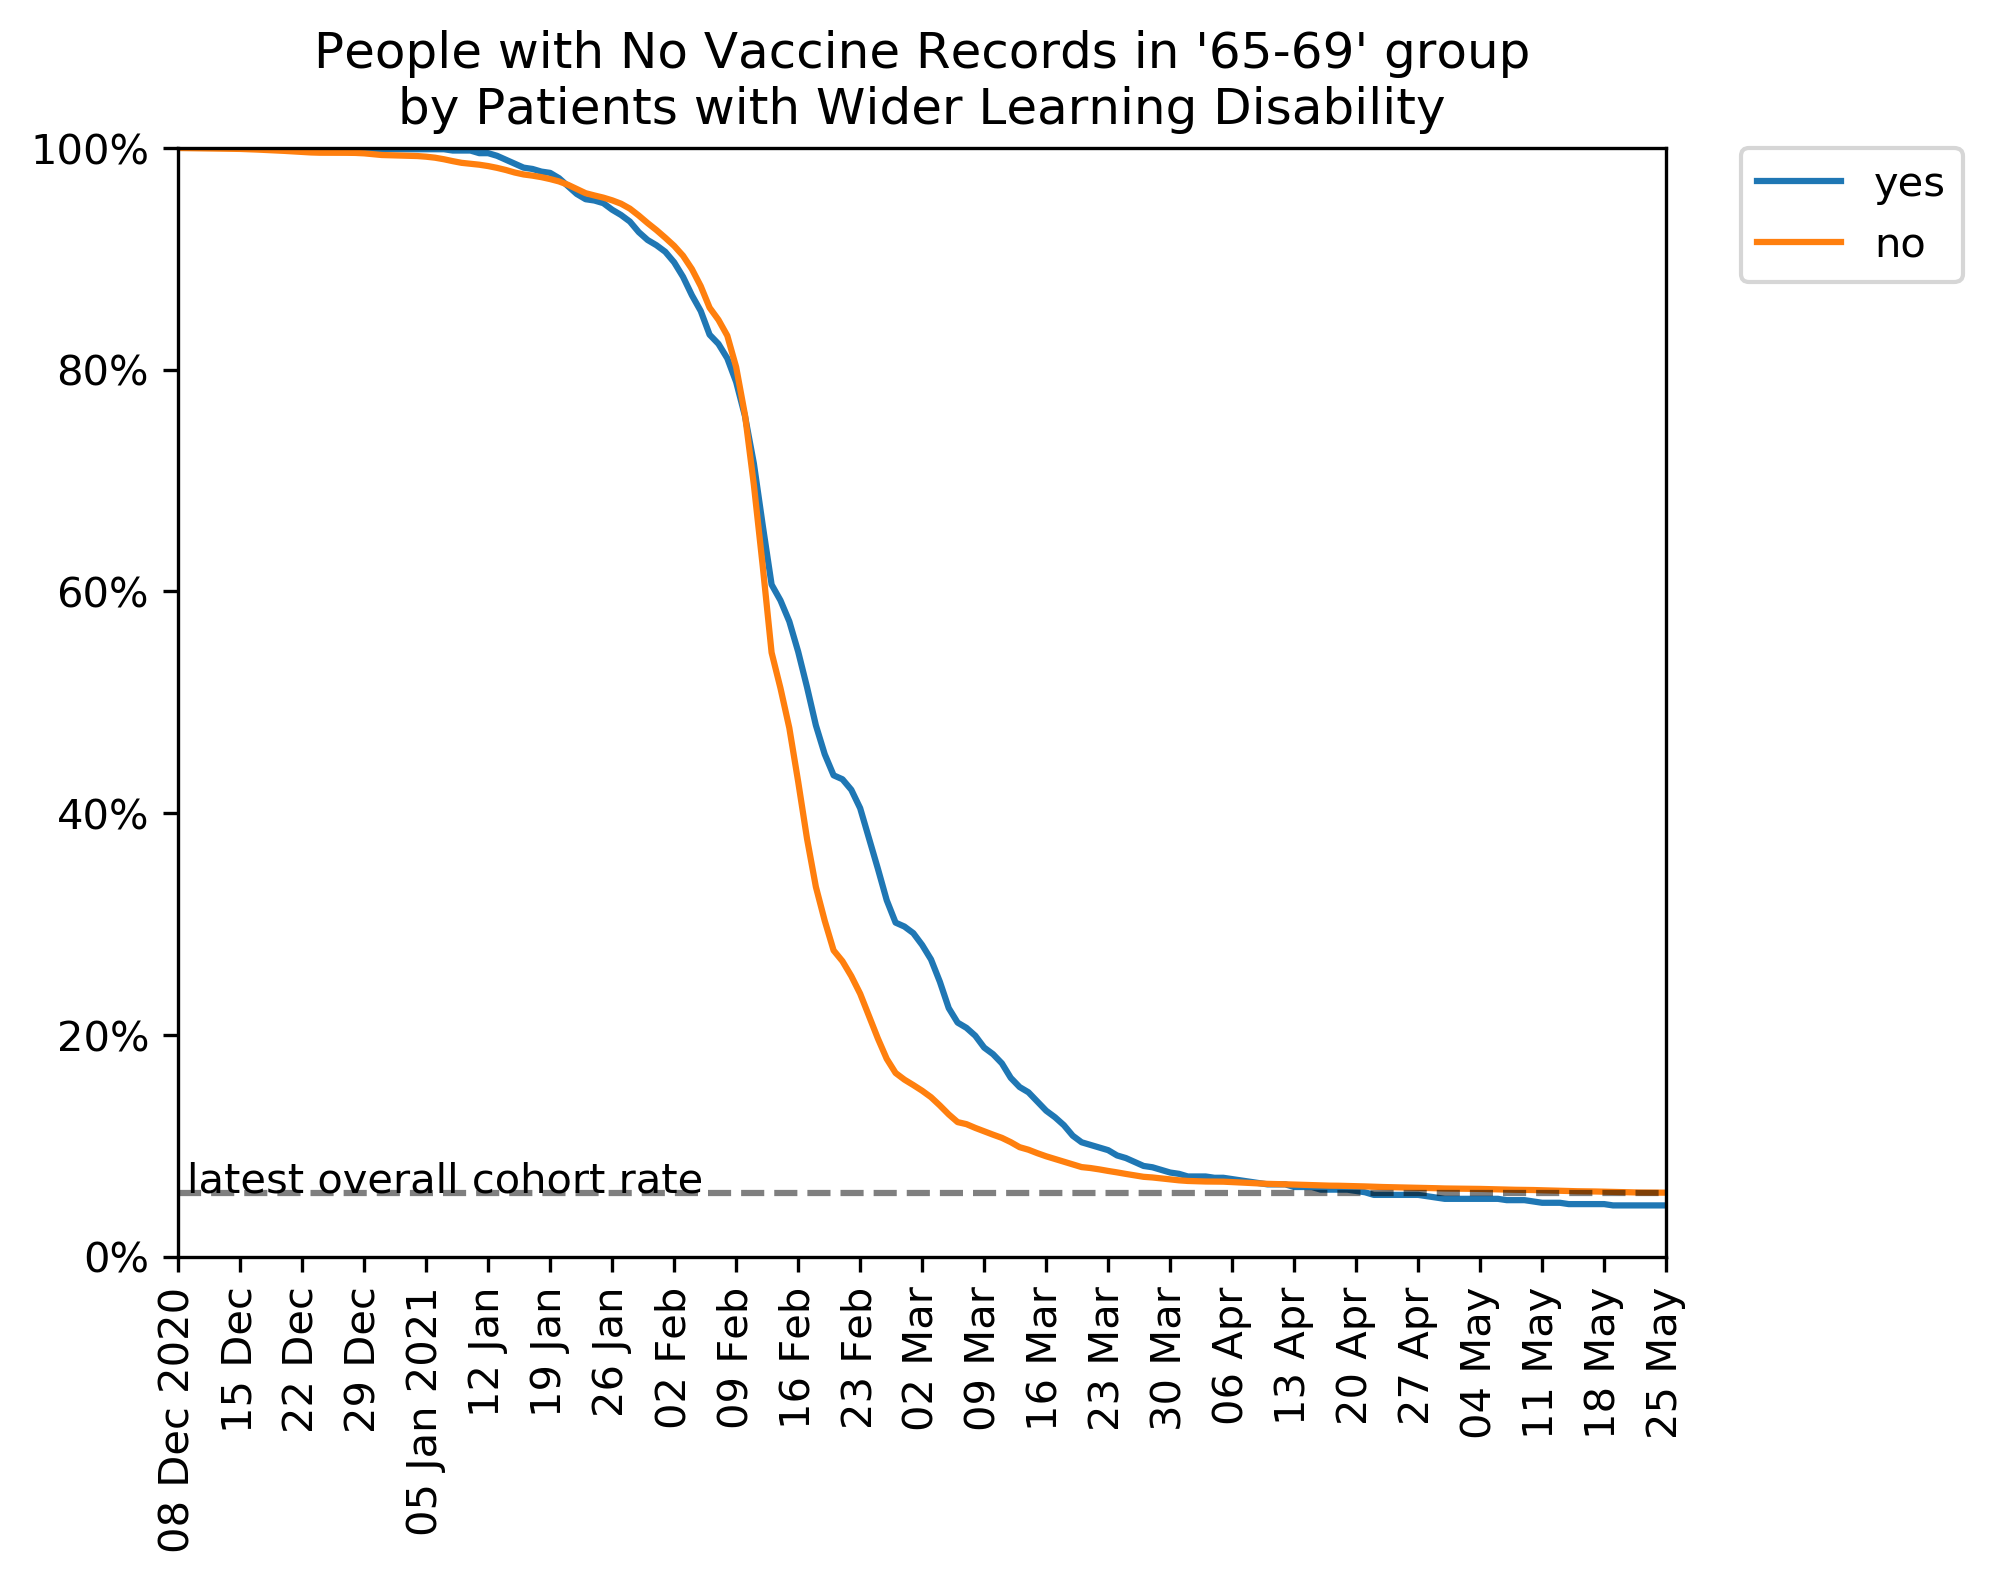 People with No Vaccine Records in '65-69' group
by Patients with Wider Learning Disability
100%
80%
60%
40%
20%
0%
yes
no
latest overall cohort rate
08 Dec 2020
15 Dec
22 Dec
29 Dec
05 Jan 2021
12 Jan
19 Jan
26 Jan
02 Feb
09 Feb
16 Feb
23 Feb
02 Mar
09 Mar
16 Mar
23 Mar
30 Mar
06 Apr
13 Apr
20 Apr
27 Apr
04 May
11 May
18 May
25 May